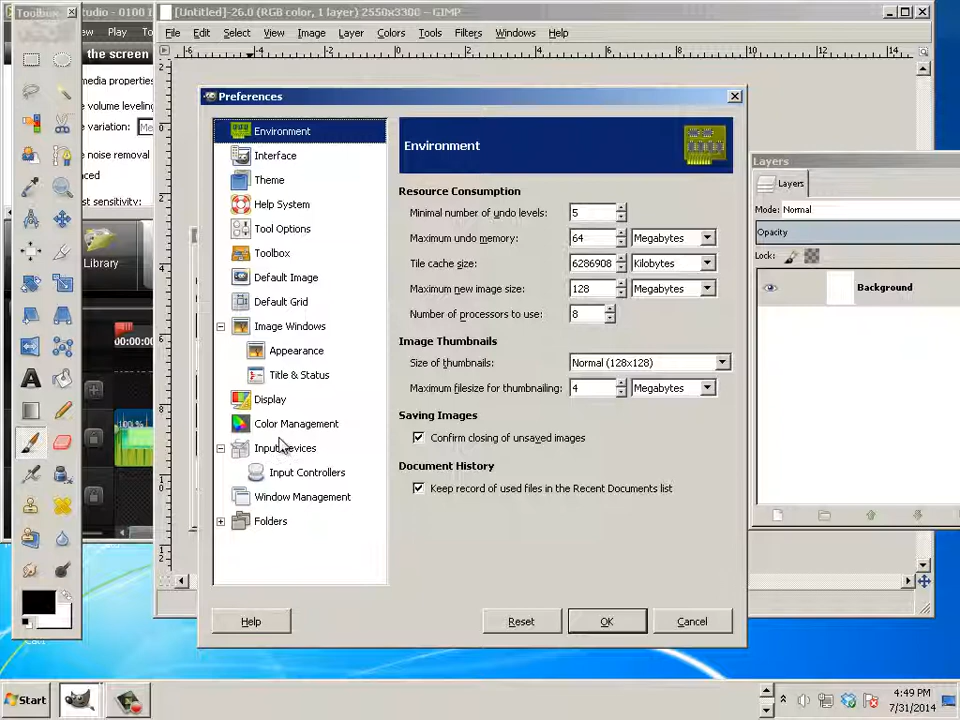 Toolbox
[Untitled]-26.0 (RGB color, 1 layer) 2550x3300 – GIMP
File Edit Select View Image Layer Colors Tools Filters Windows Help
Play
the screen
media properties
volume leveling
variation:
noise removal
sensitivity:
Library
0:00:00;
100 %
Preferences
Environment
Interface
Theme
Help System
Tool Options
Toolbox
Default Image
Default Grid
Image Windows
Appearance
Title & Status
Display
Color Management
Input Devices
Input Controllers
Window Management
Folders
Environment
Resource Consumption
Minimal number of undo levels: 5
Maximum undo memory: 64 Megabytes
Tile cache size: 6286908 Kilobytes
Maximum new image size: 128 Megabytes
Number of processors to use: 8
Image Thumbnails
Size of thumbnails: Normal (128x128)
Maximum filesize for thumbnailing: 4 Megabytes
Saving Images
Confirm closing of unsaved images
Document History
Keep record of used files in the Recent Documents list
Help Reset OK Cancel
Layers
Layers
Mode: Normal
Opacity
Lock:
Background
Start
4:49 PM
7/31/2014